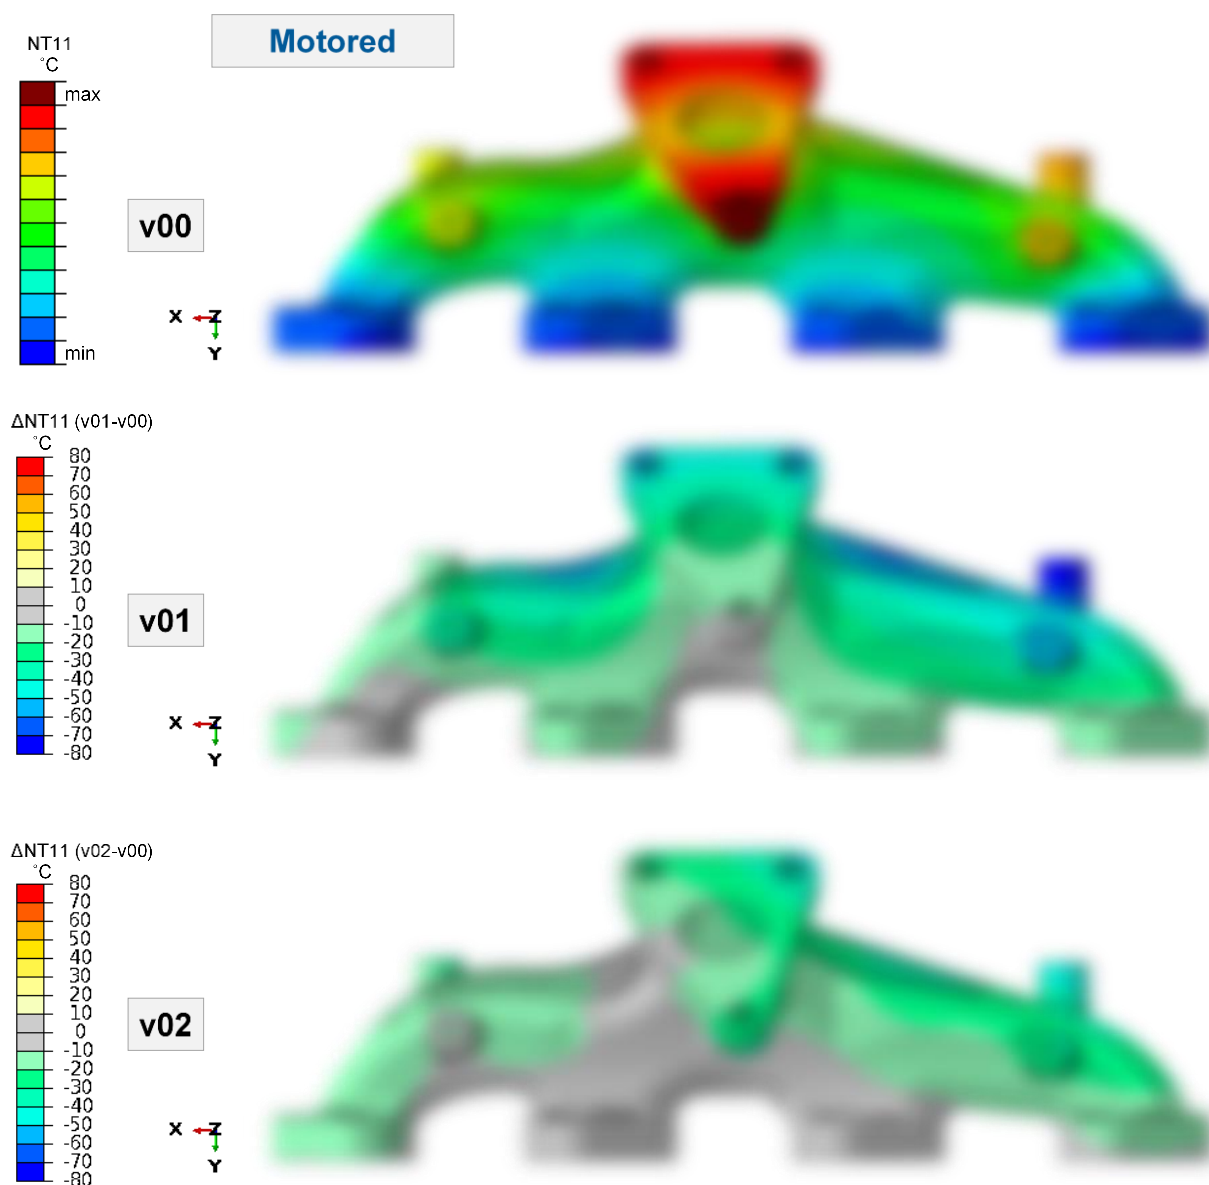 NT11
°C
max
min
Motored
v00
X Z
Y
ΔNT11 (v01-v00)
°C
80
70
60
50
40
30
20
10
0
-10
-20
-30
-40
-50
-60
-70
-80
v01
X Z
Y
ΔNT11 (v02-v00)
°C
80
70
60
50
40
30
20
10
0
-10
-20
-30
-40
-50
-60
-70
-80
v02
X Z
Y